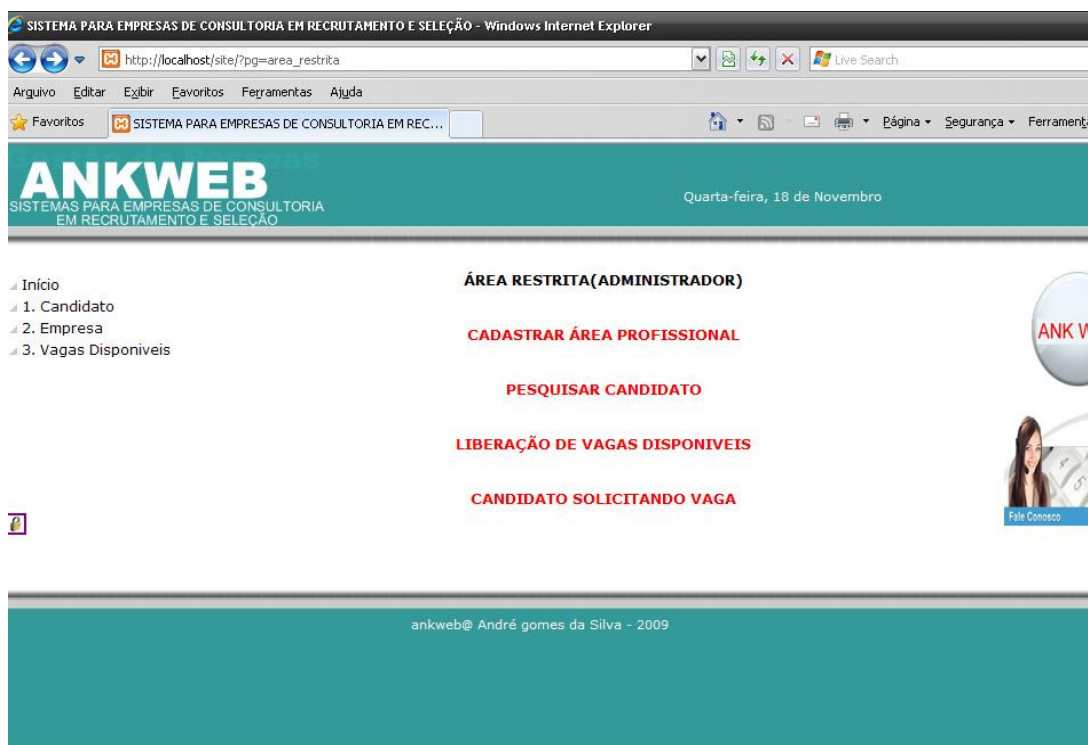 SISTEMA PARA EMPRESAS DE CONSULTORIA EM RECRUTAMENTO E SELEÇÃO - Windows Internet Explorer
http://localhost/site/?pg=area_restrita
Live Search
Arquivo Editar Exibir Favoritos Ferramentas Ajuda
Favoritos
SISTEMA PARA EMPRESAS DE CONSULTORIA EM REC...
Página
Segurança
Ferramenta
ANKWEB
SISTEMAS PARA EMPRESAS DE CONSULTORIA
EM RECRUTAMENTO E SELEÇÃO
Quarta-feira, 18 de Novembro
Início
1. Candidato
2. Empresa
3. Vagas Disponiveis
ÁREA RESTRITA(ADMINISTRADOR)
CADASTRAR ÁREA PROFISSIONAL
PESQUISAR CANDIDATO
LIBERAÇÃO DE VAGAS DISPONIVEIS
CANDIDATO SOLICITANDO VAGA
ANK W
Fale Conosco
ankweb@ André gomes da Silva - 2009